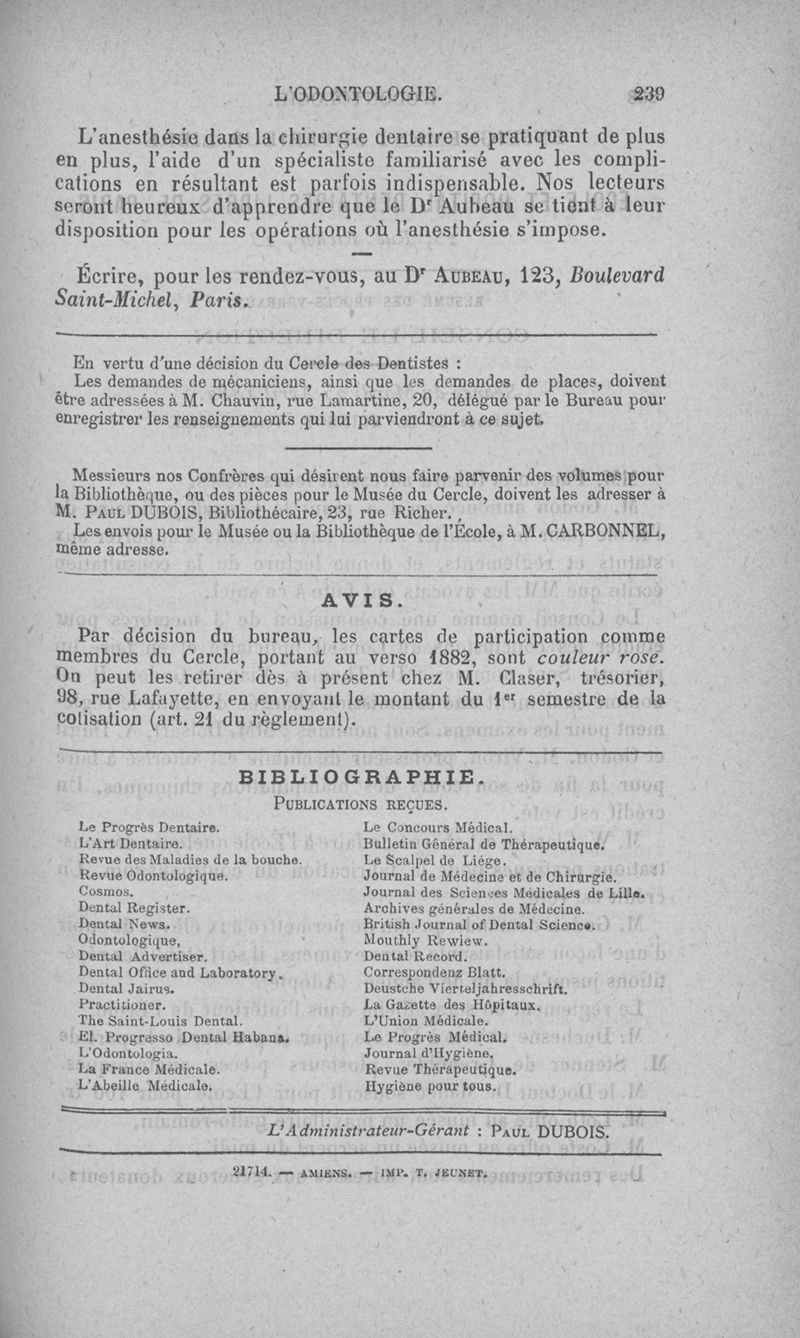 L'ODONTOLOGIE. 239
L'anesthésie dans la chirurgie dentaire se pratiquant de plus
en plus, l'aide d'un spécialiste familiarisé avec les compli-
cations en résultant est parfois indispensable. Nos lecteurs
seront heureux d'apprendre que le Dr Aubeau se tient à leur
disposition pour les opérations où l'anesthésie s'impose.
Écrire, pour les rendez-vous, au Dr AUBEAU, 123, Boulevard
Saint-Michel, Paris.
En vertu d'une décision du Cercle des Dentistes :
Les demandes de mécaniciens, ainsi que les demandes de places, doivent
être adressées à M. Chauvin, rue Lamartine, 20, délégué par le Bureau pour
enregistrer les renseignements qui lui parviendront à ce sujet.
Messieurs nos Confrères qui désirent nous faire parvenir des volumes pour
la Bibliothèque, ou des pièces pour le Musée du Cercle, doivent les adresser à
M. PAUL DUBOIS, Bibliothécaire, 23, rue Richer.
Les envois pour le Musée ou la Bibliothèque de l'École, à M. CARBONNEL,
même adresse.
AVIS.
Par décision du bureau, les cartes de participation comme
membres du Cercle, portant au verso 1882, sont couleur rose.
On peut les retirer dès à présent chez M. Glaser, trésorier,
98, rue Lafayette, en envoyant le montant du 1er semestre de la
cotisation (art. 21 du règlement).
BIBLIOGRAPHIE.
PUBLICATIONS REÇUES.
Le Progrès Dentaire.
L'Art Dentaire.
Revue des Maladies de la bouche.
Revue Odontologique.
Cosmos.
Dental Register.
Dental News.
Odontologique,
Dental Advertiser.
Dental Office and Laboratory.
Dental Jairus.
Practitioner.
The Saint-Louis Dental.
El. Progresso Dental Habana.
L'Odontologia.
La France Médicale.
L'Abeille Médicale.
Le Concours Médical.
Bulletin Général de Thérapeutique.
Le Scalpel de Liége.
Journal de Médecine et de Chirurgie.
Journal des Sciences Médicales de Lille.
Archives générales de Médecine.
British Journal of Dental Science.
Mouthly Rewiew.
Dental Record.
Correspondenz Blatt.
Deustche Vierteljahresschrift.
La Gazette des Hôpitaux.
L'Union Médicale.
Le Progrès Médical.
Journal d'Hygiène.
Revue Thérapeutique.
Hygiène pour tous.
L'Administrateur-Gérant : PAUL DUBOIS.
21714. — AMIENS. — IMP. T. JEUNET.